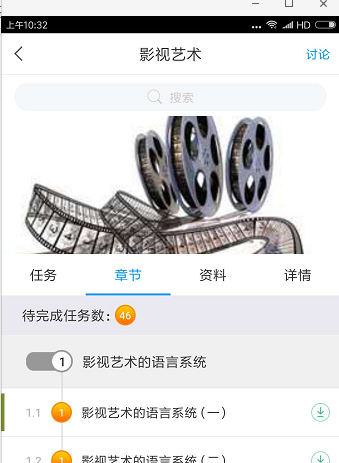 上午10:32 ... HD
影视艺术 讨论
搜索
任务 章节 资料 详情
待完成任务数: 46
1 影视艺术的语言系统
1.1 1 影视艺术的语言系统 (一)
1.2 1 影视艺术的语言系统 (二)